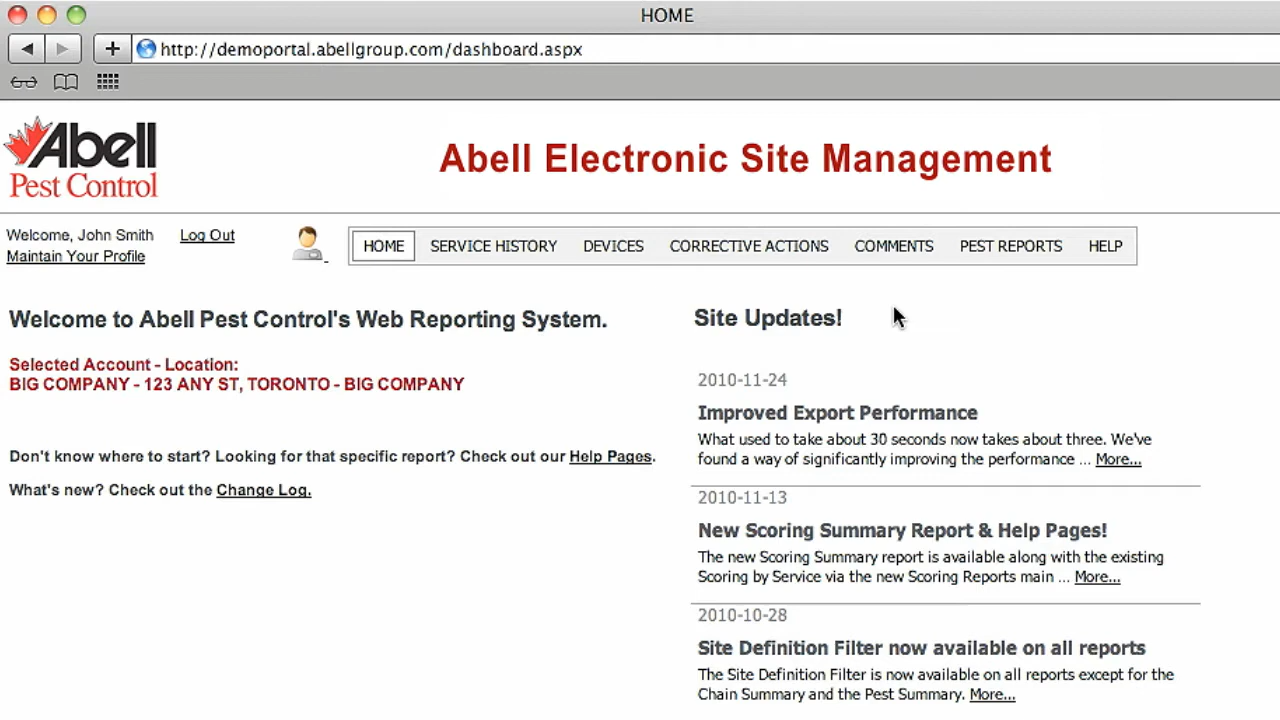 HOME
http://demoportal.abellgroup.com/dashboard.aspx
Abell
Pest Control
Abell Electronic Site Management
Welcome, John Smith Log Out
Maintain Your Profile
HOME SERVICE HISTORY DEVICES CORRECTIVE ACTIONS COMMENTS PEST REPORTS HELP
Welcome to Abell Pest Control's Web Reporting System.
Selected Account - Location:
BIG COMPANY - 123 ANY ST, TORONTO - BIG COMPANY
Don't know where to start? Looking for that specific report? Check out our Help Pages.
What's new? Check out the Change Log.
Site Updates!
2010-11-24
Improved Export Performance
What used to take about 30 seconds now takes about three. We've
found a way of significantly improving the performance ... More...
2010-11-13
New Scoring Summary Report & Help Pages!
The new Scoring Summary report is available along with the existing
Scoring by Service via the new Scoring Reports main ... More...
2010-10-28
Site Definition Filter now available on all reports
The Site Definition Filter is now available on all reports except for the
Chain Summary and the Pest Summary. More...